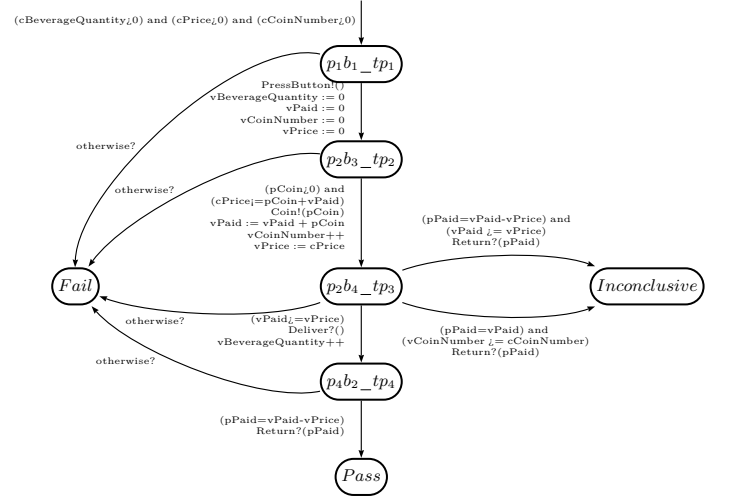 (cBeverageQuantity¿0) and (cPrice¿0) and (cCoinNumber¿0)
p1b1_tp1
PressButton!()
vBeverageQuantity := 0
vPaid := 0
vCoinNumber := 0
vPrice := 0
otherwise?
p2b3_tp2
otherwise?
(pCoin¿0) and
(cPrice¡=pCoin+vPaid)
Coin!(pCoin)
vPaid := vPaid + pCoin
vCoinNumber++
vPrice := cPrice
(pPaid=vPaid-vPrice) and
(vPaid ¿= vPrice)
Return?(pPaid)
Fail
p2b4_tp3
Inconclusive
otherwise?
(vPaid¿=vPrice)
Deliver?()
vBeverageQuantity++
(pPaid=vPaid) and
(vCoinNumber ¿= cCoinNumber)
Return?(pPaid)
otherwise?
p4b2_tp4
(pPaid=vPaid-vPrice)
Return?(pPaid)
Pass